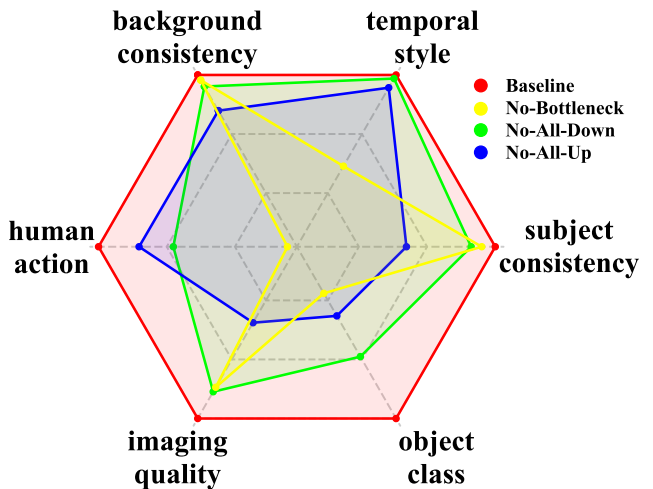 background
consistency
temporal
style
Baseline
No-Bottleneck
No-All-Down
No-All-Up
human
action
subject
consistency
imaging
quality
object
class